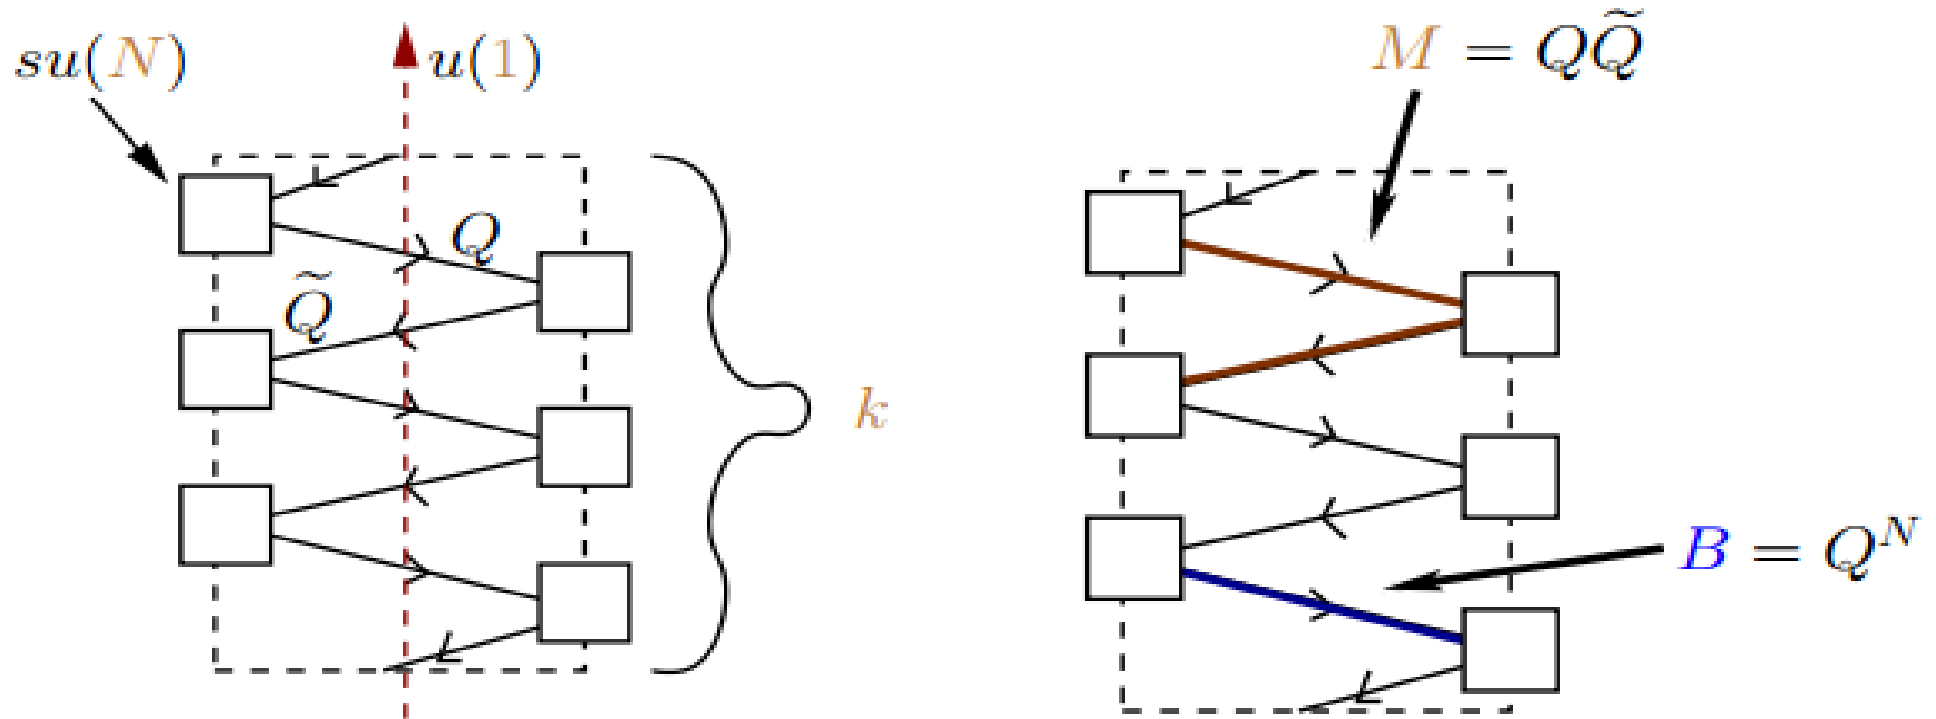 su(N)
u(1)
Q
Q̃
k
M = QQ̃
B = Q^N